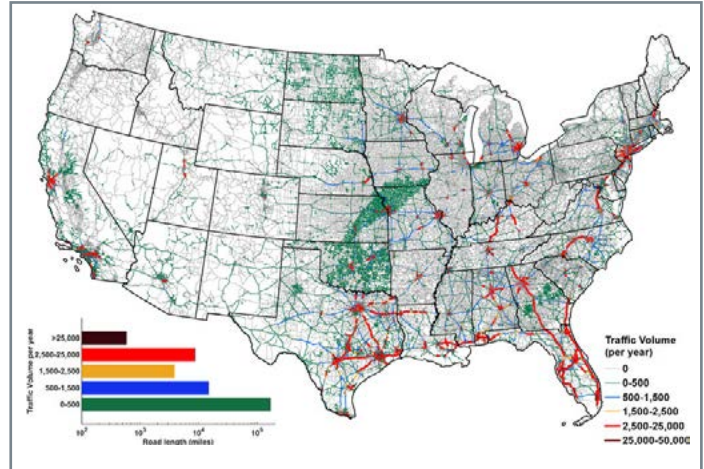 Traffic Volume per year
>25,000
2,500-25,000
1,500-2,500
500-1,500
0-500
10² 10³ 10⁴ 10⁵
Road length (miles)
Traffic Volume
(per year)
0
0-500
500-1,500
1,500-2,500
2,500-25,000
25,000-50,000